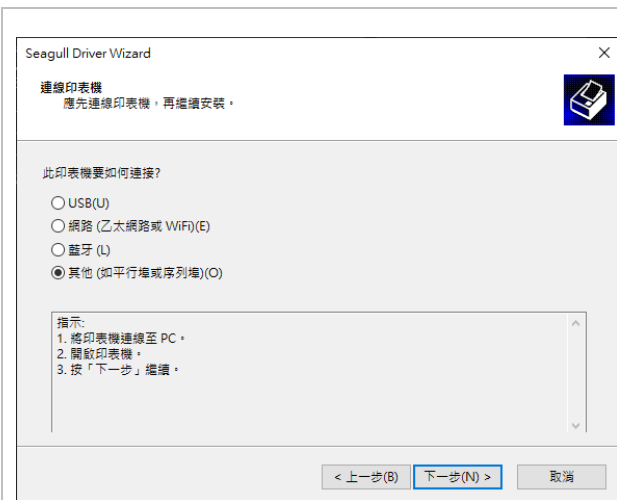 Seagull Driver Wizard
連線印表機
應先連線印表機，再繼續安裝。
此印表機要如何連接?
USB(U)
網路 (乙太網路或 WiFi)(E)
藍牙 (L)
其他 (如平行埠或序列埠)(O)
指示:
1. 將印表機連線至 PC。
2. 開啟印表機。
3. 按「下一步」繼續。
< 上一步(B) 下一步(N) > 取消